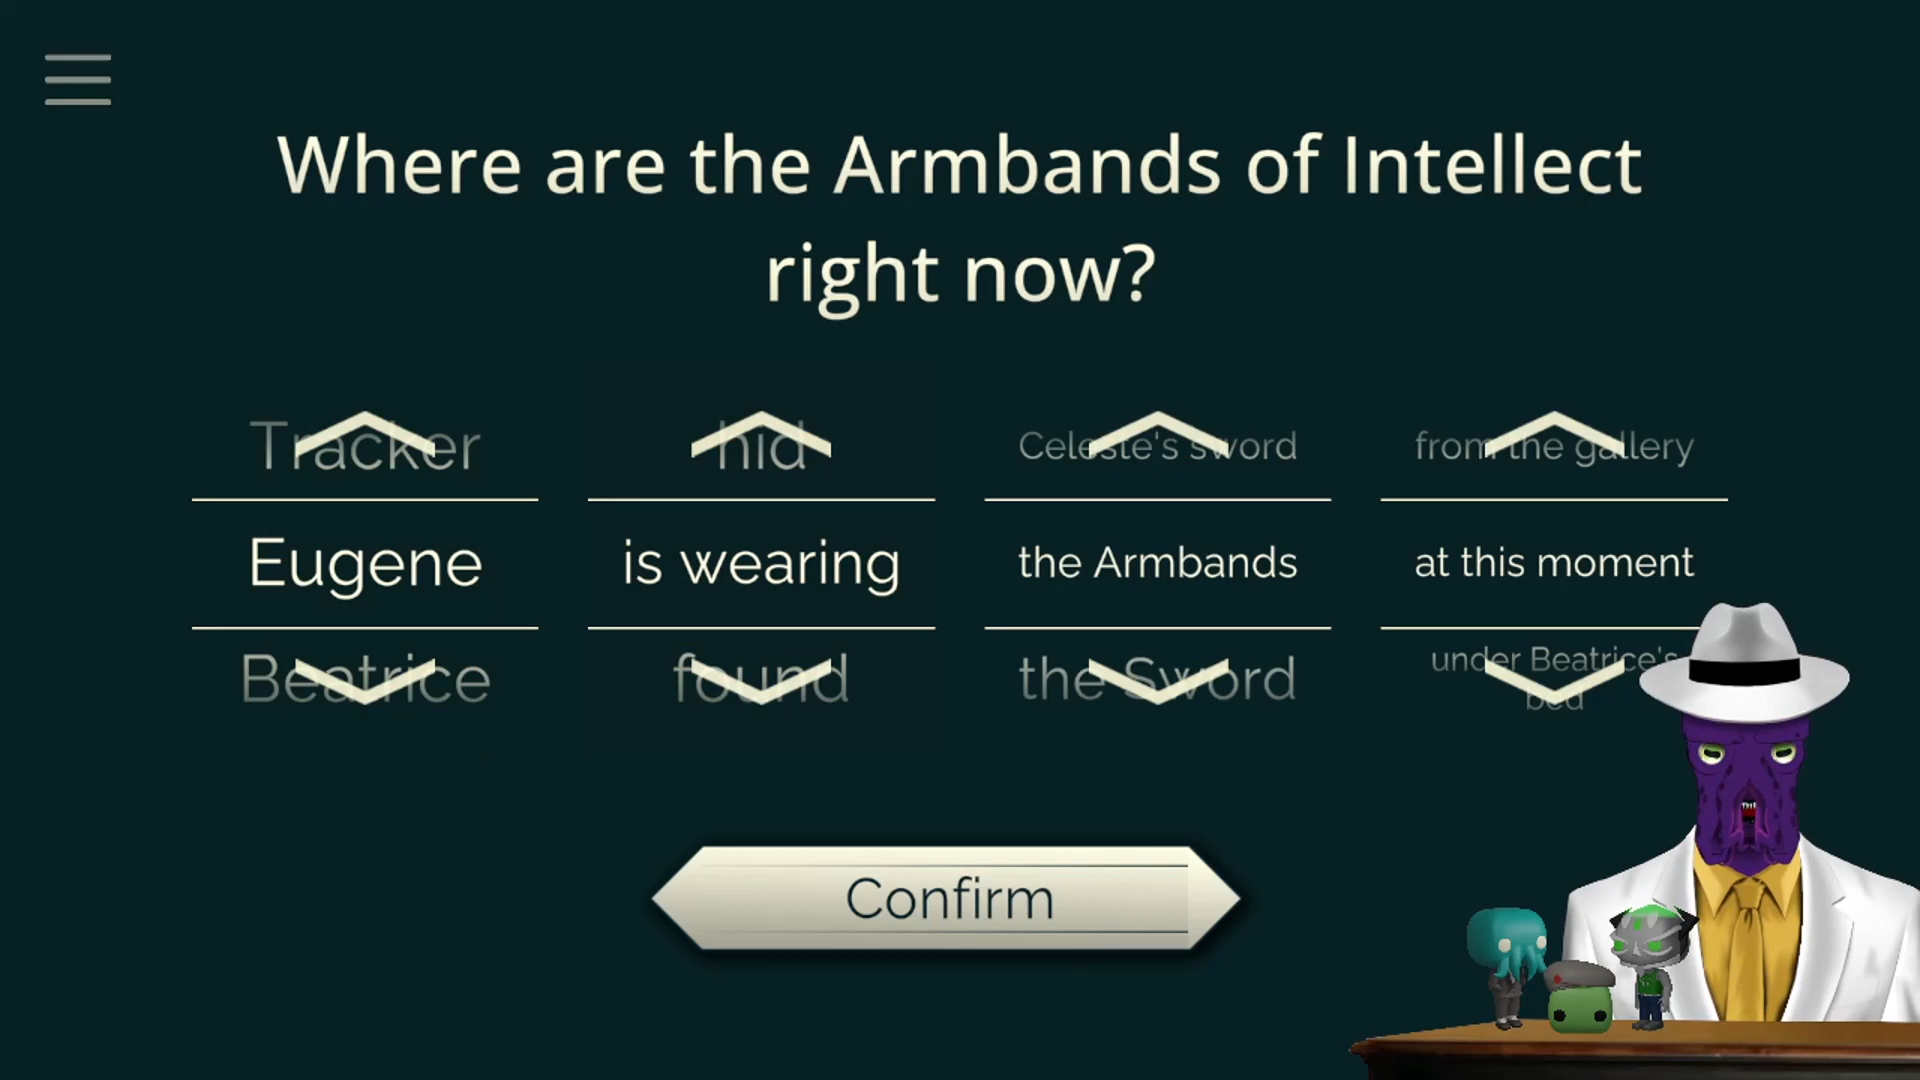 Where are the Armbands of Intellect
right now?
Tracker
hid
Celeste's sword
from the gallery
Eugene
is wearing
the Armbands
at this moment
Beatrice
found
the Sword
under Beatrice's
bed
Confirm